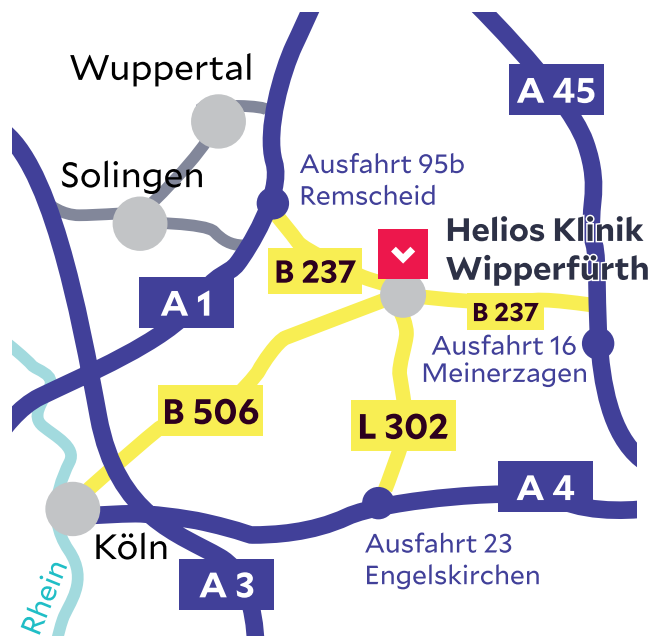 Wuppertal
A 45
Solingen
Ausfahrt 95b
Remscheid
Helios Klinik
Wipperfürth
B 237
A 1
B 237
Ausfahrt 16
Meinerzagen
B 506
L 302
A 4
Köln
Ausfahrt 23
Engelskirchen
A 3
Rhein